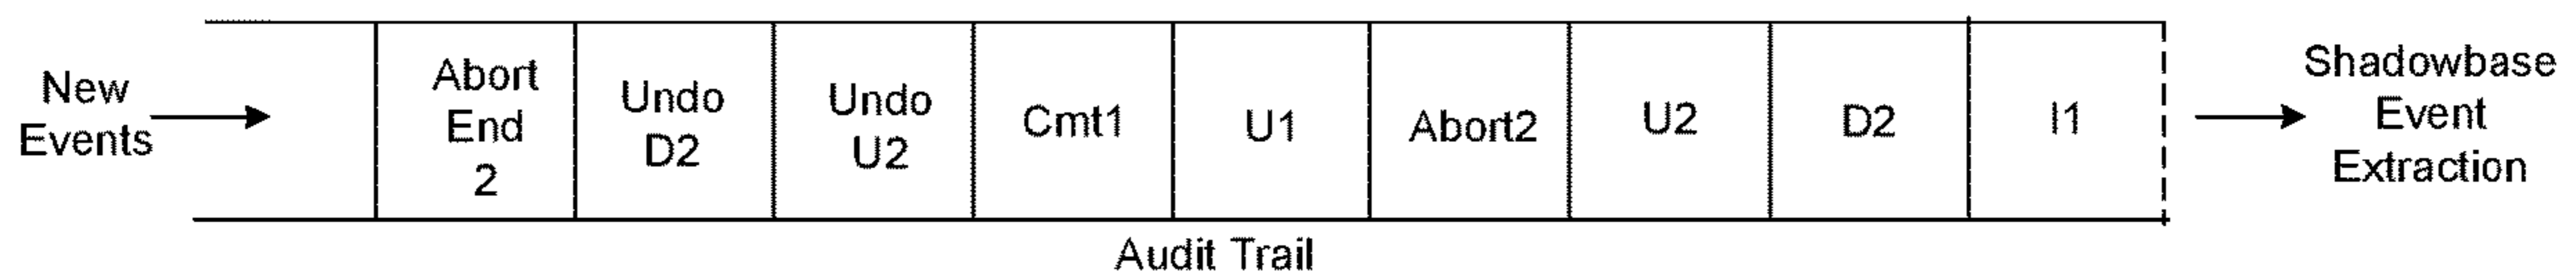 New
Events
Abort
End
2
Undo
D2
Undo
U2
Cmt1
U1
Abort2
U2
D2
I1
Shadowbase
Event
Extraction
Audit Trail